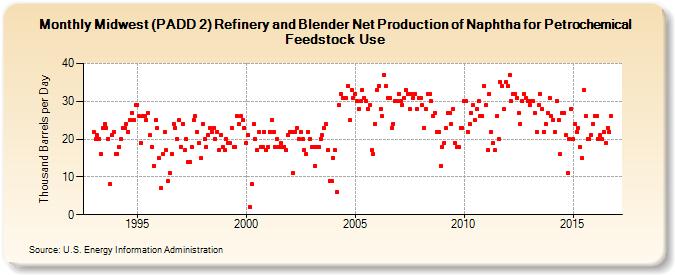 Monthly Midwest (PADD 2) Refinery and Blender Net Production of Naphtha for Petrochemical
Feedstock Use
Thousand Barrels per Day
40
30
20
10
0
1995
2000
2005
2010
2015
Source: U.S. Energy Information Administration